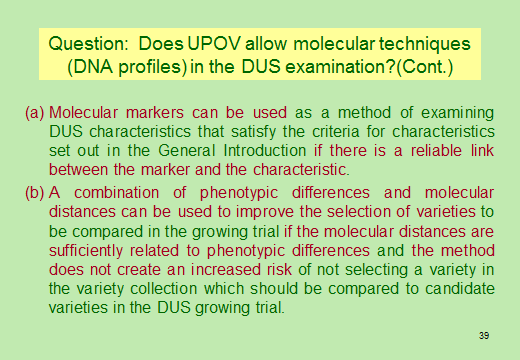 Question: Does UPOV allow molecular techniques
(DNA profiles) in the DUS examination?(Cont.)
(a) Molecular markers can be used as a method of examining
DUS characteristics that satisfy the criteria for characteristics
set out in the General Introduction if there is a reliable link
between the marker and the characteristic.
(b) A combination of phenotypic differences and molecular
distances can be used to improve the selection of varieties to
be compared in the growing trial if the molecular distances are
sufficiently related to phenotypic differences and the method
does not create an increased risk of not selecting a variety in
the variety collection which should be compared to candidate
varieties in the DUS growing trial.
39